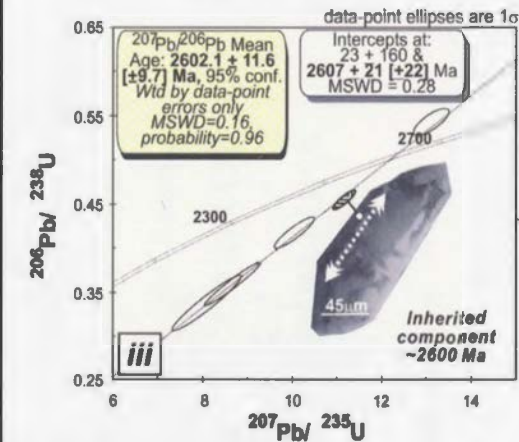 data-point ellipses are 1σ
0.65
0.55
0.45
0.35
0.25
206Pb/ 238U
207Pb/206Pb Mean
Age: 2602.1 + 11.6
[±9.7] Ma, 95% conf.
Wtd by data-point
errors only
MSWD=0.16,
probability=0.96
Intercepts at:
23 + 160 &
2607 + 21 [+22] Ma
MSWD = 0.28
2700
2300
45μm
Inherited
component
~2600 Ma
iii
6
8
10
12
14
207Pb/ 235U